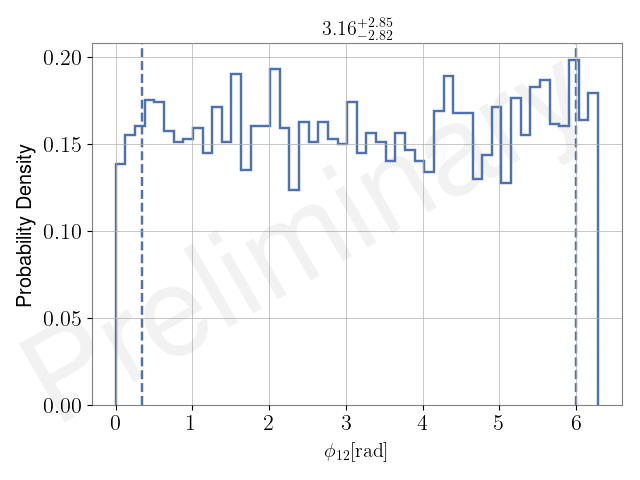 3.16^{+2.85}_{-2.82}
Probability Density
0.20
0.15
0.10
0.05
0.00
0 1 2 3 4 5 6
ϕ₁₂[rad]
Preliminary